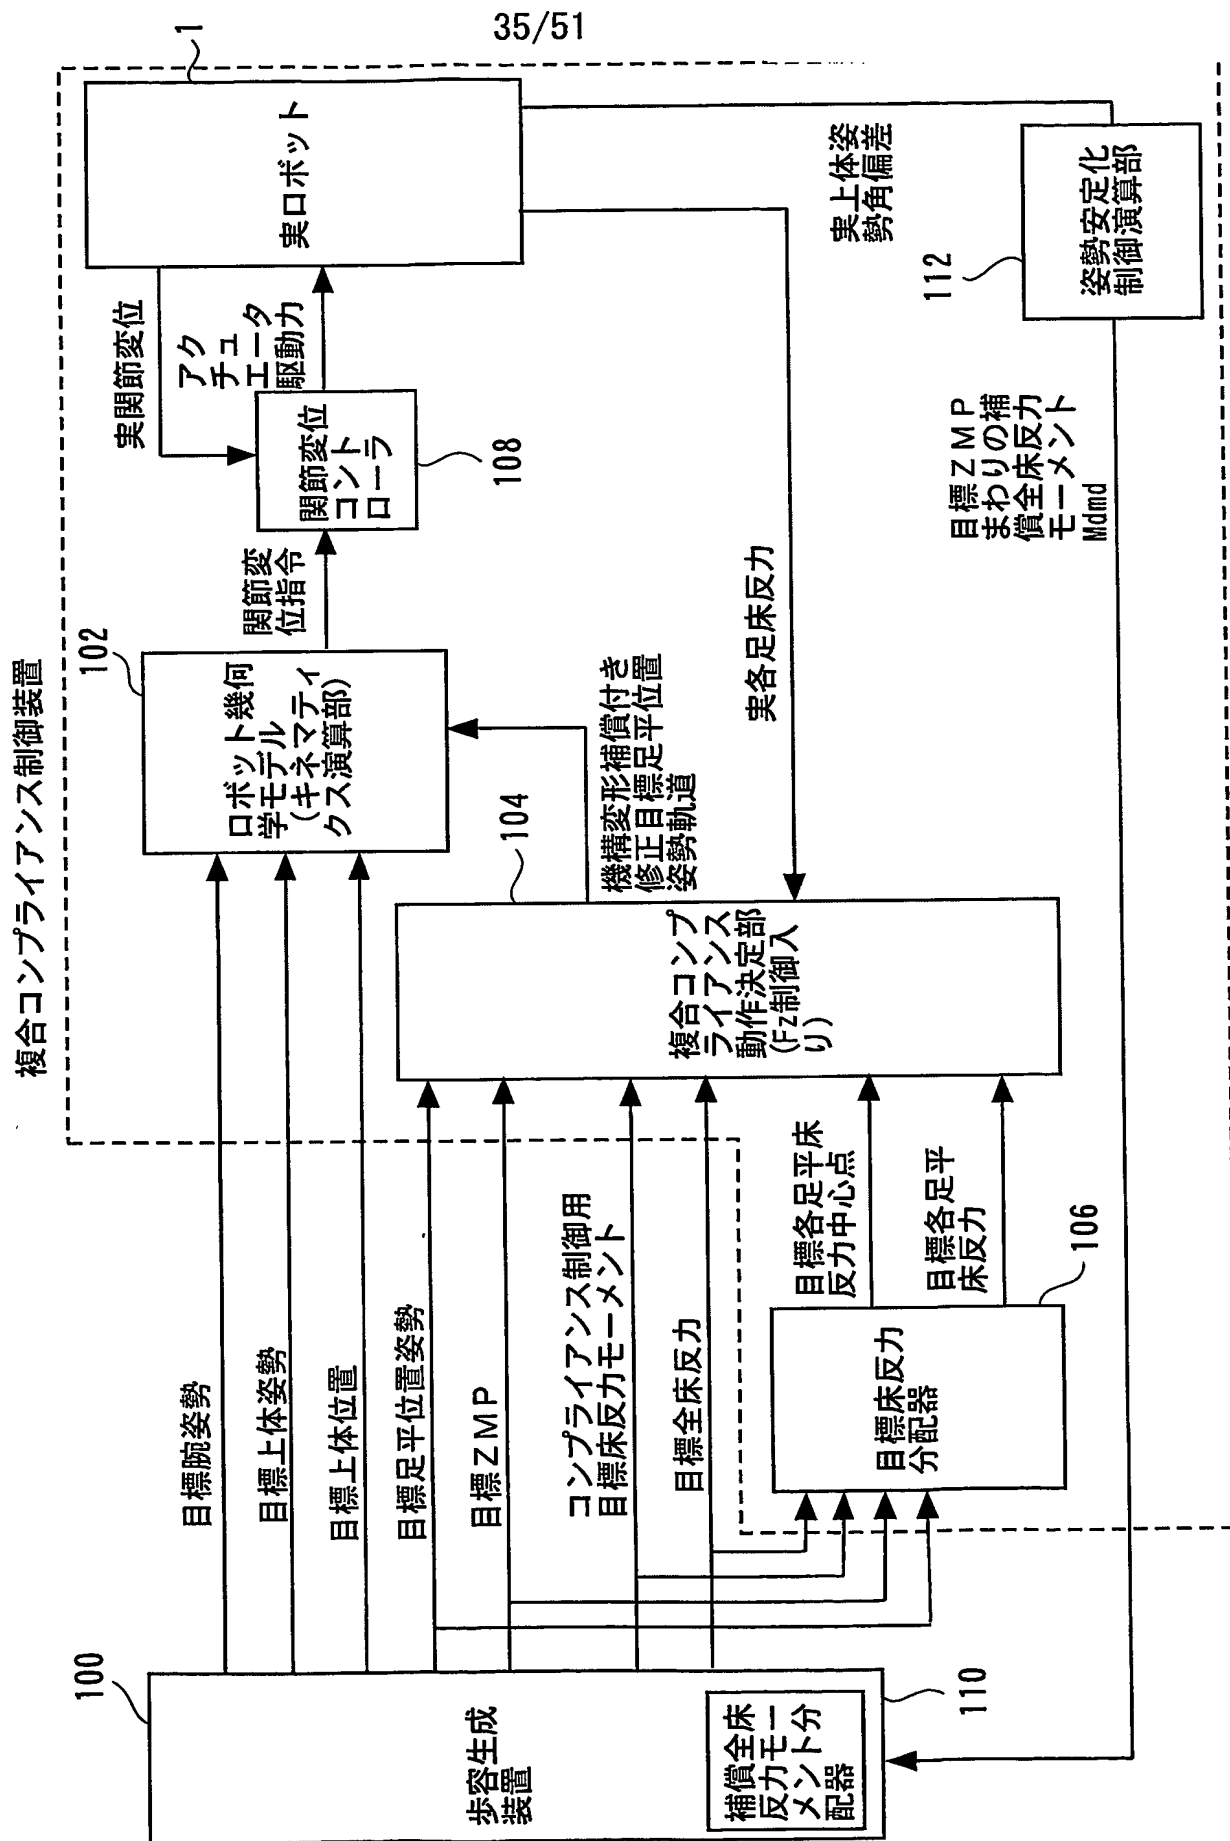 35/51
複合コンプライアンス制御装置
100
歩容生成
装置
補償全床
反力モー
メント分
配器
110
目標腕姿勢
目標上体姿勢
目標上体位置
目標足平位置姿勢
目標ZMP
コンプライアンス制御用
目標床反力モーメント
目標全床反力
目標床反力
分配器
106
目標各足平床
反力中心点
目標各足平
床反力
102
ロボット幾何
学モデル
(キネマティ
クス演算部)
104
複合コンプ
ライアンス
動作決定部
(Fz制御入
り)
機構変形補償付き
修正目標足平位置
姿勢軌道
関節変
位指令
関節変位
コント
ローラ
108
実関節変位
アク
チュ
エータ
駆動力
実ロボット
1
実各足床反力
実上体姿
勢角偏差
112
姿勢安定化
制御演算部
目標ZMP
まわりの補
償全床反力
モーメント
Mdmd